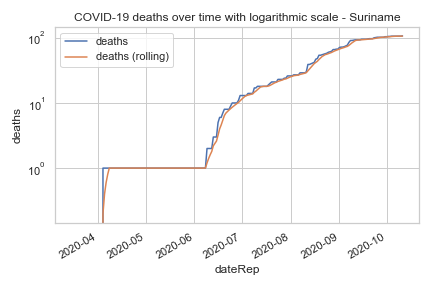 COVID-19 deaths over time with logarithmic scale - Suriname
deaths
deaths (rolling)
deaths
10²
10¹
10⁰
2020-04
2020-05
2020-06
2020-07
2020-08
2020-09
2020-10
dateRep